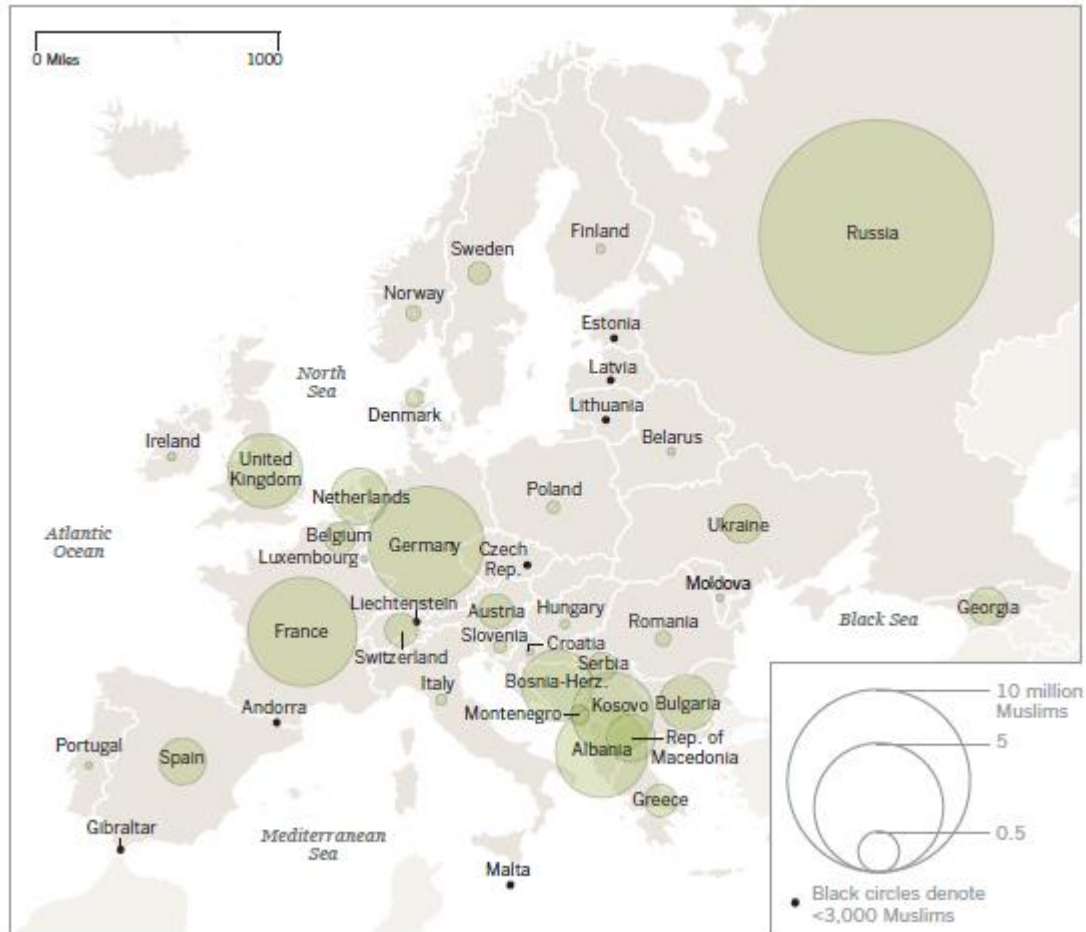 0 Miles
1000
Finland
Russia
Sweden
Norway
Estonia
North
Sea
Latvia
Denmark
Lithuania
Belarus
Ireland
United
Kingdom
Netherlands
Poland
Atlantic
Ocean
Belgium
Germany
Ukraine
Luxembourg
Czech
Rep.
Moldova
Liechtenstein
Austria
Hungary
Georgia
France
Slovenia
Croatia
Romania
Black Sea
Switzerland
Serbia
Italy
Bosnia-Herz.
Andorra
Montenegro
Kosovo
Bulgaria
Portugal
Spain
Albania
Rep. of
Macedonia
Greece
Gibraltar
Mediterranean
Sea
Malta
10 million
Muslims
5
0.5
Black circles denote
<3,000 Muslims